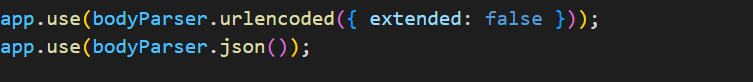 app.use(bodyParser.urlencoded({ extended: false }));
app.use(bodyParser.json());